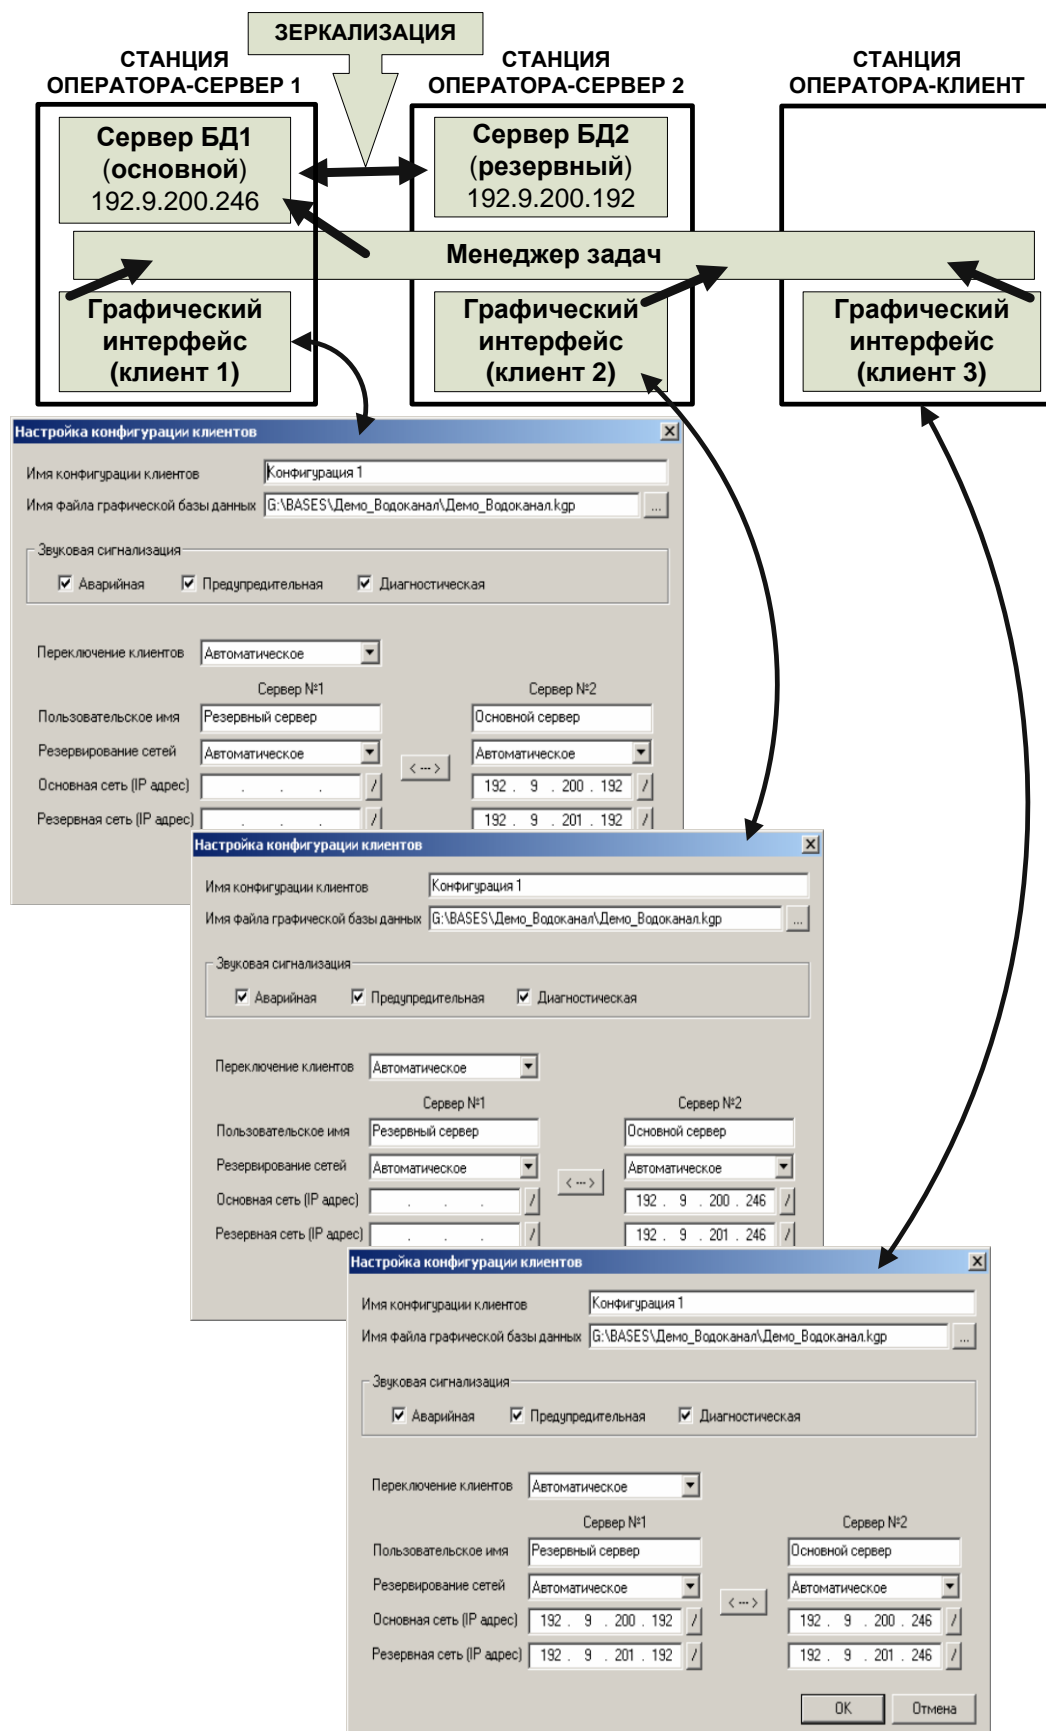 ЗЕРКАЛИЗАЦИЯ
СТАНЦИЯ
ОПЕРАТОРА-СЕРВЕР 1
СТАНЦИЯ
ОПЕРАТОРА-СЕРВЕР 2
СТАНЦИЯ
ОПЕРАТОРА-КЛИЕНТ
Сервер БД1
(основной)
192.9.200.246
Сервер БД2
(резервный)
192.9.200.192
Менеджер задач
Графический
интерфейс
(клиент 1)
Графический
интерфейс
(клиент 2)
Графический
интерфейс
(клиент 3)
Настройка конфигурации клиентов
Имя конфигурации клиентов Конфигурация 1
Имя файла графической базы данных G:\BASES\Демо_Водоканал\Демо_Водоканал.kgp ...
Звуковая сигнализация
Аварийная Предупредительная Диагностическая
Переключение клиентов Автоматическое
Сервер №1 Сервер №2
Пользовательское имя Резервный сервер Основной сервер
Резервирование сетей Автоматическое < --- > Автоматическое
Основная сеть (IP адрес) . . . / 192 . 9 . 200 . 192 /
Резервная сеть (IP адрес) . . . / 192 . 9 . 201 . 192 /
Настройка конфигурации клиентов
Имя конфигурации клиентов Конфигурация 1
Имя файла графической базы данных G:\BASES\Демо_Водоканал\Демо_Водоканал.kgp ...
Звуковая сигнализация
Аварийная Предупредительная Диагностическая
Переключение клиентов Автоматическое
Сервер №1 Сервер №2
Пользовательское имя Резервный сервер Основной сервер
Резервирование сетей Автоматическое < --- > Автоматическое
Основная сеть (IP адрес) . . . / 192 . 9 . 200 . 246 /
Резервная сеть (IP адрес) . . . / 192 . 9 . 201 . 246 /
Настройка конфигурации клиентов
Имя конфигурации клиентов Конфигурация 1
Имя файла графической базы данных G:\BASES\Демо_Водоканал\Демо_Водоканал.kgp ...
Звуковая сигнализация
Аварийная Предупредительная Диагностическая
Переключение клиентов Автоматическое
Сервер №1 Сервер №2
Пользовательское имя Резервный сервер Основной сервер
Резервирование сетей Автоматическое < --- > Автоматическое
Основная сеть (IP адрес) 192 . 9 . 200 . 192 / 192 . 9 . 200 . 246 /
Резервная сеть (IP адрес) 192 . 9 . 201 . 192 / 192 . 9 . 201 . 246 /
OK Отмена